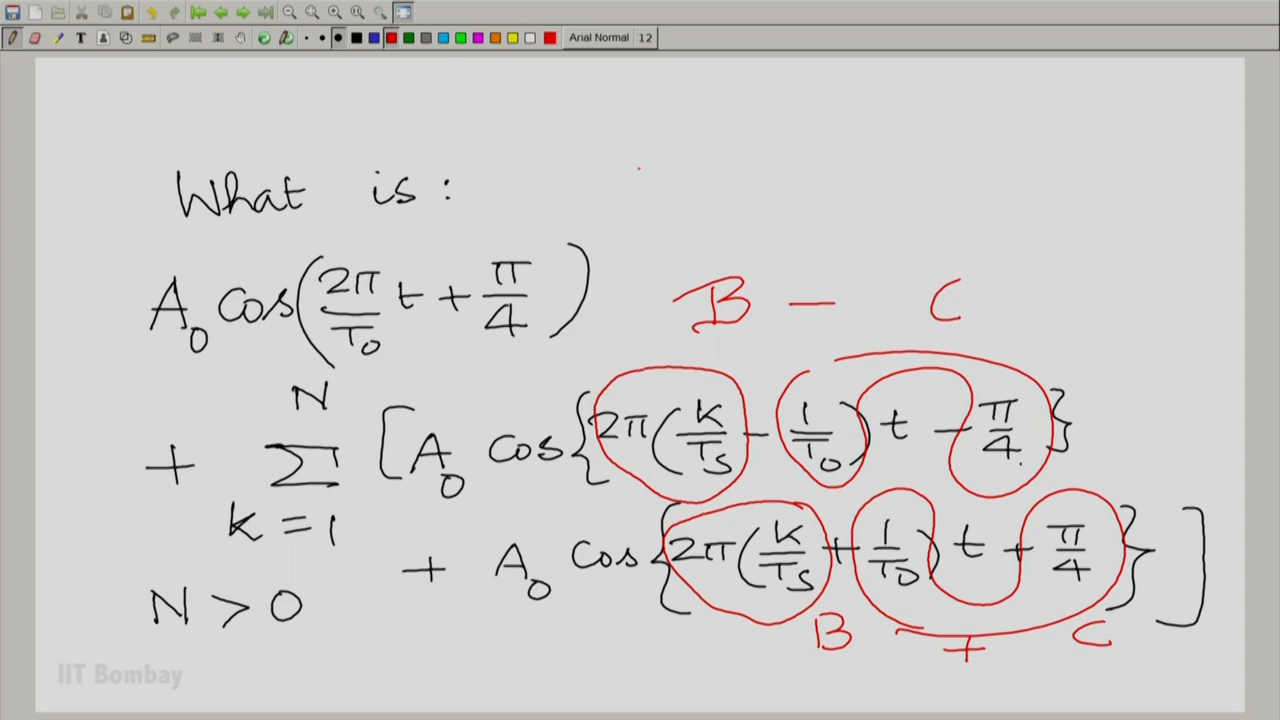 Arial Normal 12
What is:
A₀ cos(2π/T₀ t + π/4) B − C
+ ∑_{k=1}^{N} [A₀ cos{2π(k/Ts − 1/T₀)t − π/4}
+ A₀ cos{2π(k/Ts + 1/T₀)t + π/4}]
N > 0
B + C
IIT Bombay